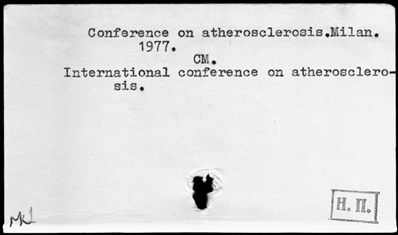 Conference on atherosclerosis.Milan.
1977.
СМ.
International conference on atherosclero-
sis.
Н. П.